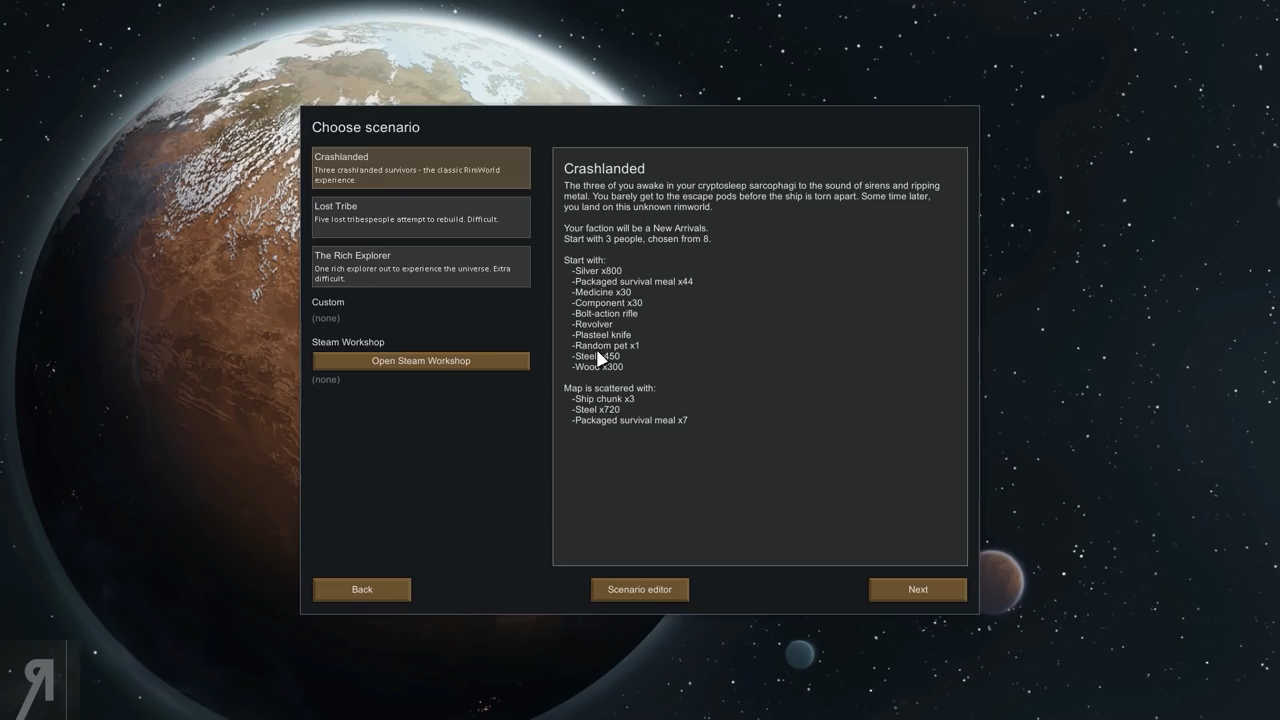 Choose scenario
Crashlanded
Three crashlanded survivors - the classic RimWorld
experience.
Lost Tribe
Five lost tribespeople attempt to rebuild. Difficult.
The Rich Explorer
One rich explorer out to experience the universe. Extra
difficult.
Custom
(none)
Steam Workshop
Open Steam Workshop
(none)
Crashlanded
The three of you awake in your cryptosleep sarcophagi to the sound of sirens and ripping
metal. You barely get to the escape pods before the ship is torn apart. Some time later,
you land on this unknown rimworld.
Your faction will be a New Arrivals.
Start with 3 people, chosen from 8.
Start with:
-Silver x800
-Packaged survival meal x44
-Medicine x30
-Component x30
-Bolt-action rifle
-Revolver
-Plasteel knife
-Random pet x1
-Steel x450
-Wood x300
Map is scattered with:
-Ship chunk x3
-Steel x720
-Packaged survival meal x7
Back
Scenario editor
Next